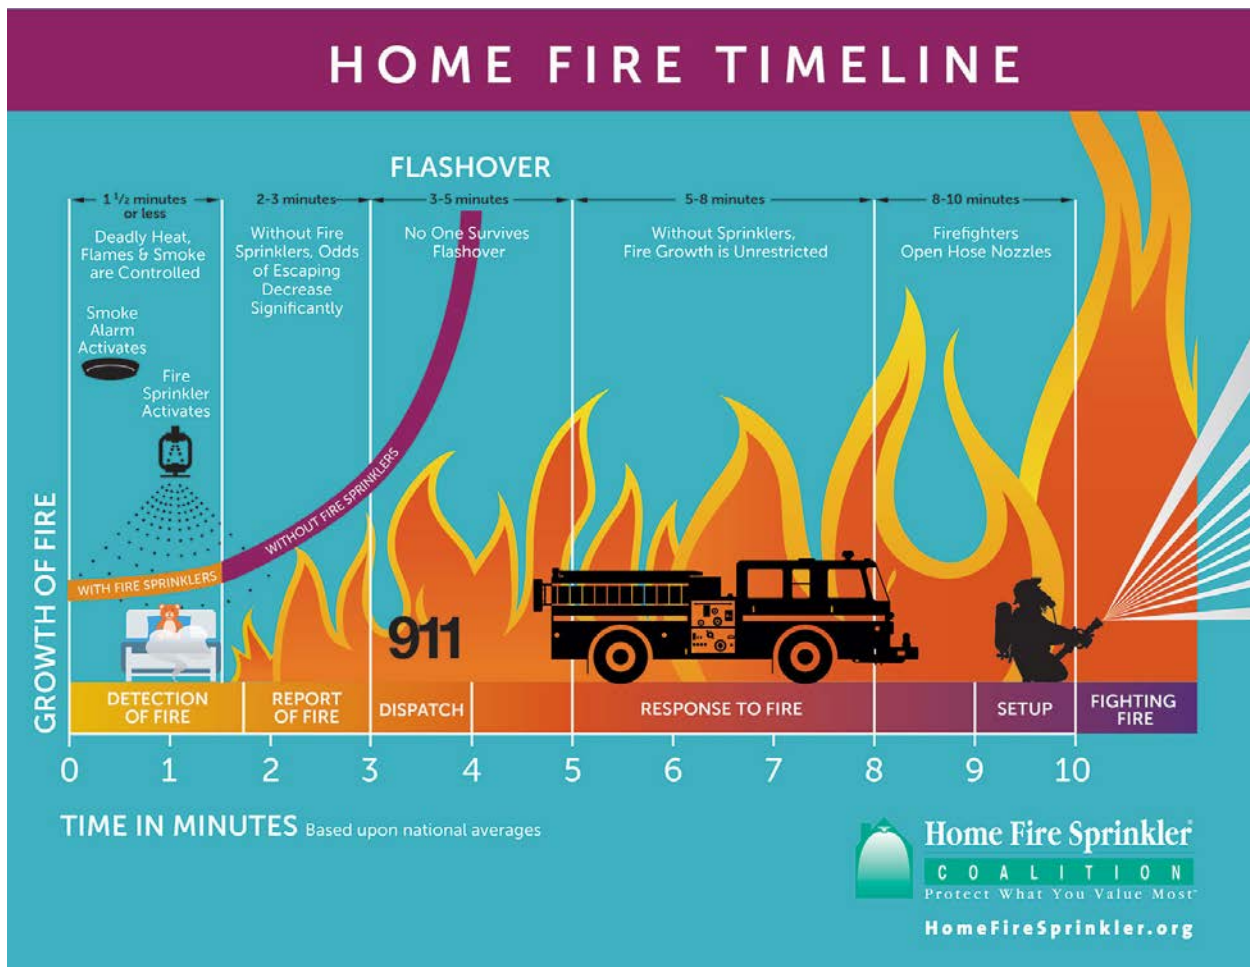 HOME FIRE TIMELINE
FLASHOVER
1 1/2 minutes
or less
2-3 minutes
3-5 minutes
5-8 minutes
8-10 minutes
Deadly Heat,
Flames & Smoke
are Controlled
Without Fire
Sprinklers, Odds
of Escaping
Decrease
Significantly
No One Survives
Flashover
Without Sprinklers,
Fire Growth is Unrestricted
Firefighters
Open Hose Nozzles
Smoke
Alarm
Activates
Fire
Sprinkler
Activates
WITH FIRE SPRINKLERS
WITHOUT FIRE SPRINKLERS
911
GROWTH OF FIRE
DETECTION
OF FIRE
REPORT
OF FIRE
DISPATCH
RESPONSE TO FIRE
SETUP
FIGHTING
FIRE
0 1 2 3 4 5 6 7 8 9 10
TIME IN MINUTES Based upon national averages
Home Fire Sprinkler®
COALITION
Protect What You Value Most™
HomeFireSprinkler.org